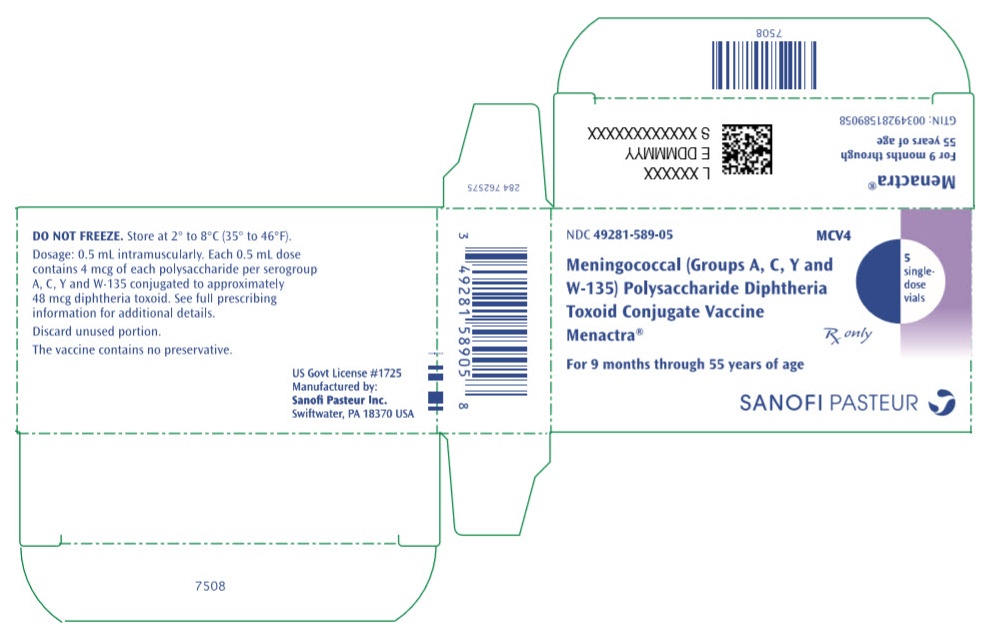 7508
GTIN: 00349281589058
For 9 months through
55 years of age
Menactra®
L XXXXXX
E DDMMMYY
S XXXXXXXXXXXXX
284 762575
DO NOT FREEZE. Store at 2° to 8°C (35° to 46°F).
Dosage: 0.5 mL intramuscularly. Each 0.5 mL dose
contains 4 mcg of each polysaccharide per serogroup
A, C, Y and W-135 conjugated to approximately
48 mcg diphtheria toxoid. See full prescribing
information for additional details.
Discard unused portion.
The vaccine contains no preservative.
US Govt License #1725
Manufactured by:
Sanofi Pasteur Inc.
Swiftwater, PA 18370 USA
3 49281 58905 8
NDC 49281-589-05
MCV4
Meningococcal (Groups A, C, Y and
W-135) Polysaccharide Diphtheria
Toxoid Conjugate Vaccine
Menactra®
Rx only
5
single-
dose
vials
For 9 months through 55 years of age
SANOFI PASTEUR
7508